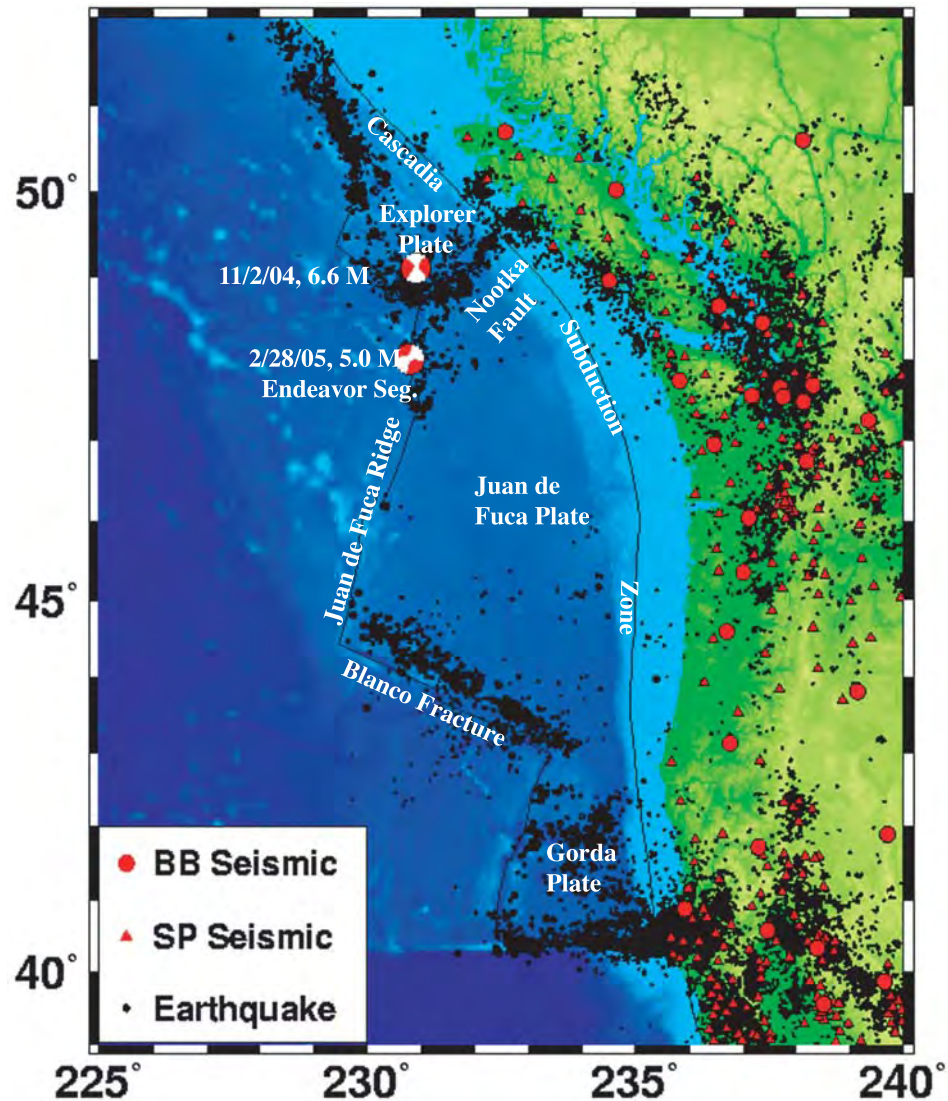 Cascadia
50°
Explorer
Plate
11/2/04, 6.6 M
Nootka
Fault
2/28/05, 5.0 M
Endeavor Seg.
Subduction
Juan de Fuca Ridge
Juan de
Fuca Plate
45°
Zone
Blanco Fracture
Gorda
Plate
BB Seismic
SP Seismic
40°
Earthquake
225° 230° 235° 240°